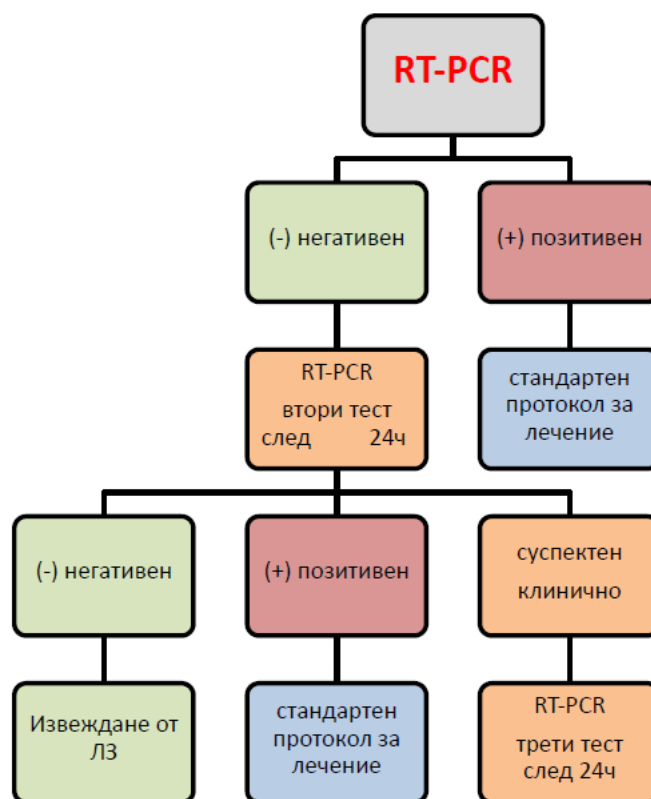 RT-PCR
(-) негативен
(+) позитивен
RT-PCR
втори тест
след 24ч
стандартен
протокол за
лечение
(-) негативен
(+) позитивен
суспектен
клинично
Извеждане от
ЛЗ
стандартен
протокол за
лечение
RT-PCR
трети тест
след 24ч